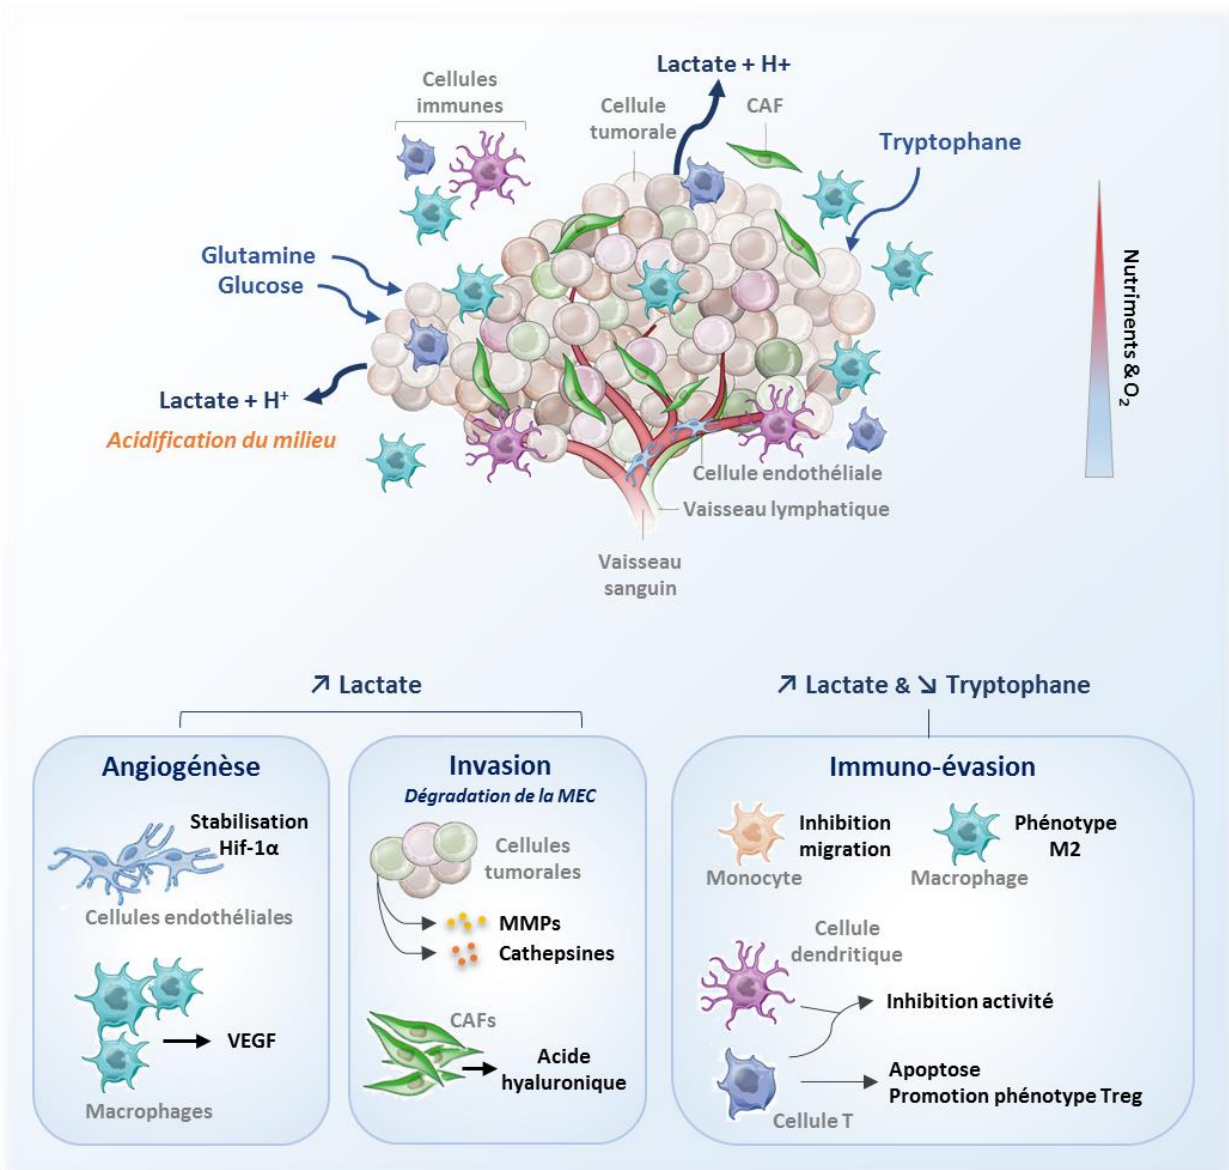 Lactate + H+
Cellules
immunes
Cellule
tumorale
CAF
Tryptophane
Glutamine
Glucose
Lactate + H⁺
Acidification du milieu
Nutriments & O₂
Cellule endothéliale
Vaisseau lymphatique
Vaisseau
sanguin
↗ Lactate
↗ Lactate & ↘ Tryptophane
Angiogénèse
Stabilisation
Hif-1α
Cellules endothéliales
VEGF
Macrophages
Invasion
Dégradation de la MEC
Cellules
tumorales
MMPs
Cathepsines
CAFs
Acide
hyaluronique
Immuno-évasion
Inhibition
migration
Monocyte
Phénotype
M2
Macrophage
Cellule
dendritique
Inhibition activité
Apoptose
Promotion phénotype Treg
Cellule T